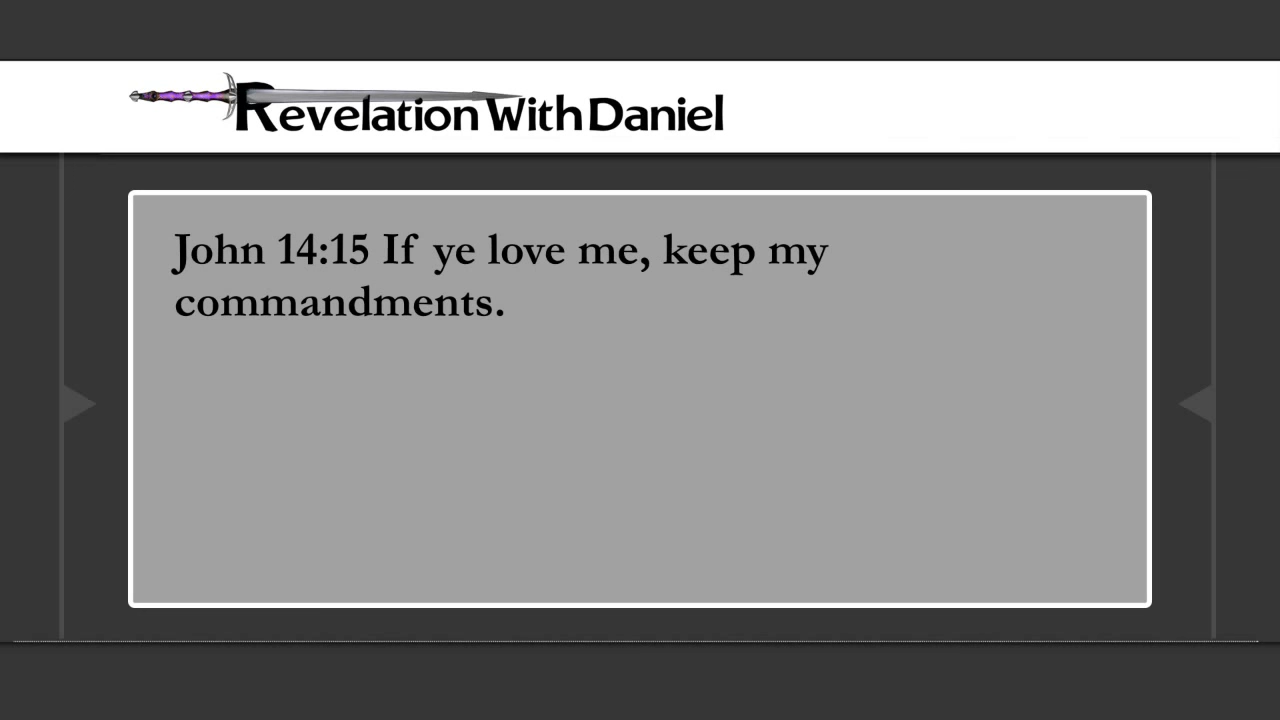 Revelation With Daniel
John 14:15 If ye love me, keep my
commandments.